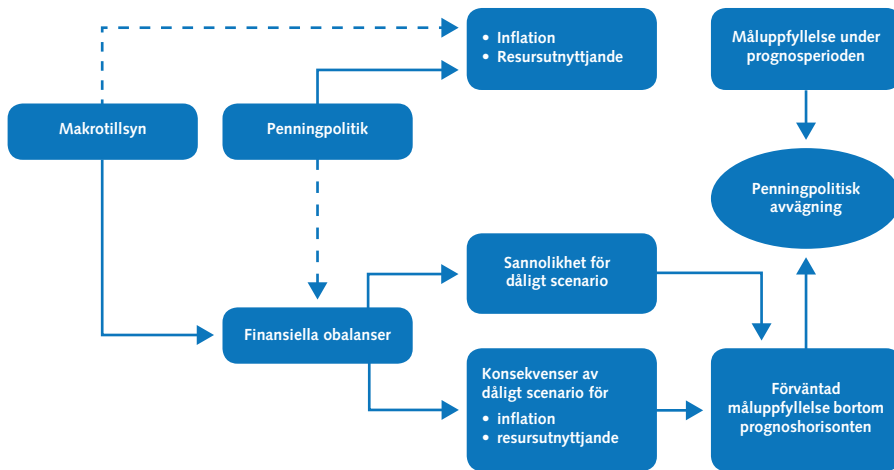 • Inflation
• Resursutnyttjande
Måluppfyllelse under
prognosperioden
Makrotillsyn
Penningpolitik
Penningpolitisk
avvägning
Sannolikhet för
dåligt scenario
Finansiella obalanser
Konsekvenser av
dåligt scenario för
• inflation
• resursutnyttjande
Förväntad
måluppfyllelse bortom
prognoshorisonten